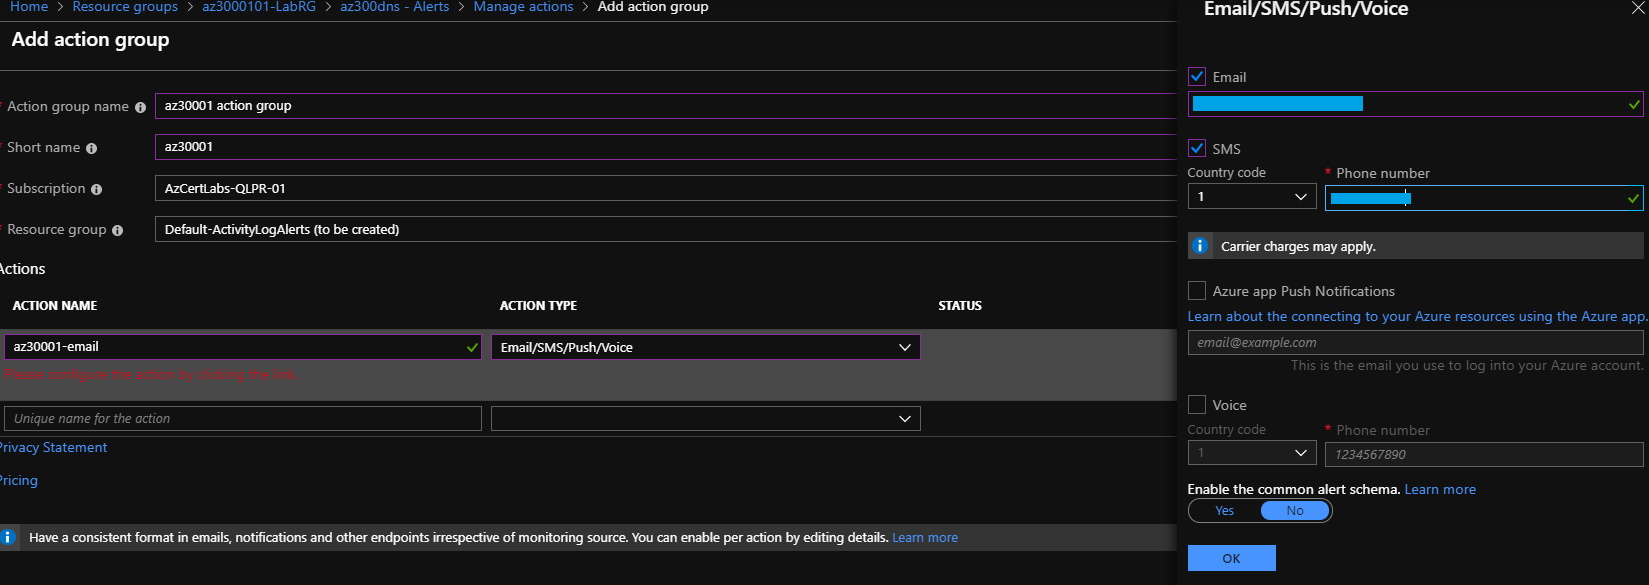 Home > Resource groups > az3000101-LabRG > az300dns - Alerts > Manage actions > Add action group
Add action group
* Action group name
az30001 action group
* Short name
az30001
* Subscription
AzCertLabs-QLPR-01
* Resource group
Default-ActivityLogAlerts (to be created)
Actions
ACTION NAME ACTION TYPE STATUS
az30001-email Email/SMS/Push/Voice
Please configure the action by clicking the link.
Unique name for the action
Privacy Statement
Pricing
Have a consistent format in emails, notifications and other endpoints irrespective of monitoring source. You can enable per action by editing details. Learn more
Email/SMS/Push/Voice
Email
SMS
Country code * Phone number
1
Carrier charges may apply.
Azure app Push Notifications
Learn about the connecting to your Azure resources using the Azure app.
email@example.com
This is the email you use to log into your Azure account.
Voice
Country code * Phone number
1 1234567890
Enable the common alert schema. Learn more
Yes No
OK